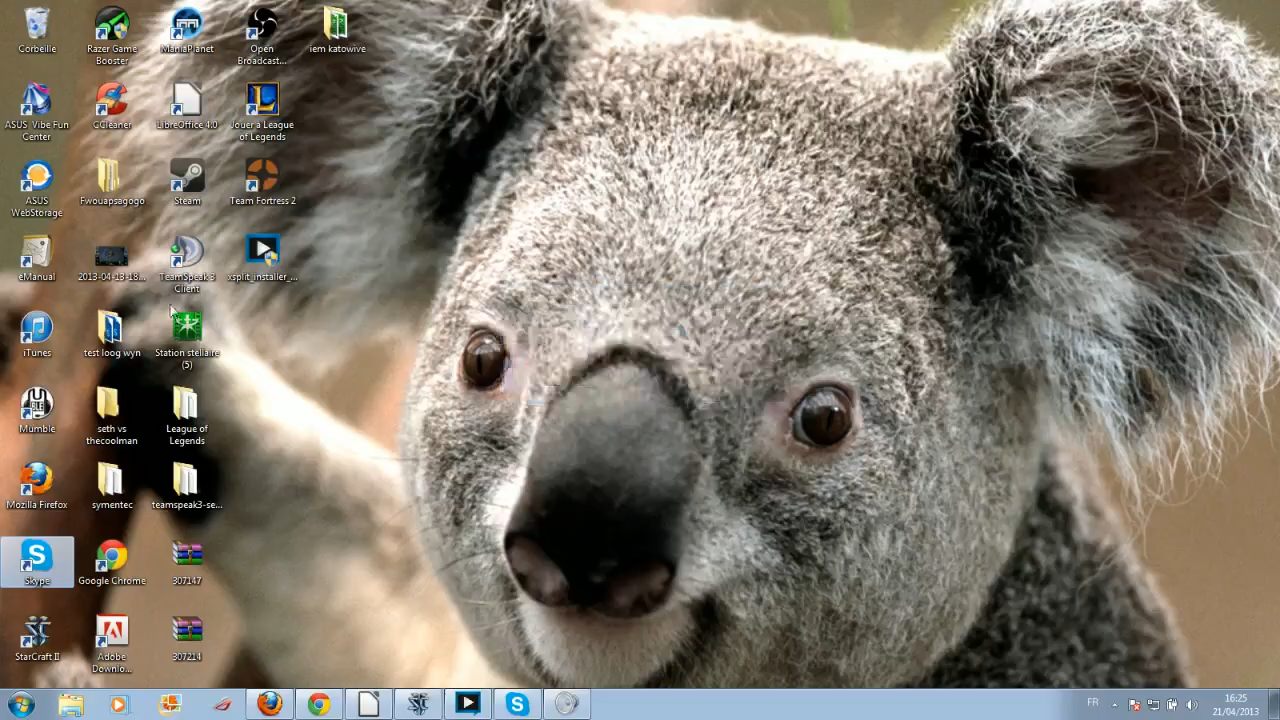 Corbeille
Razer Game
Booster
ManiaPlanet
Open
Broadcast...
iem katowive
ASUS Vibe Fun
Center
CCleaner
LibreOffice 4.0
Jouer à League
of Legends
ASUS
WebStorage
Fwouapsagogo
Steam
Team Fortress 2
eManual
2013-04-13-18...
TeamSpeak 3
Client
xsplit_installer_...
iTunes
test loog wyn
Station stellaire
(5)
Mumble
seth vs
thecoolman
League of
Legends
Mozilla Firefox
symentec
teamspeak3-se...
Skype
Google Chrome
307147
StarCraft II
Adobe
Downlo...
307214
FR
16:25
21/04/2013